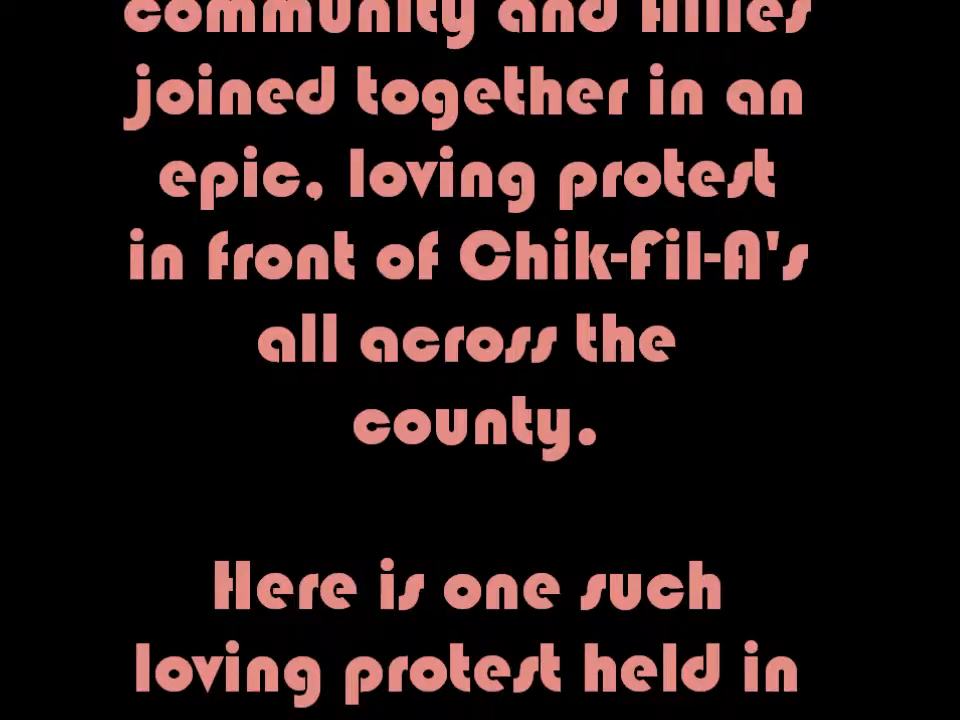 community and Allies
joined together in an
epic, loving protest
in front of Chik-Fil-A's
all across the
county.
Here is one such
loving protest held in